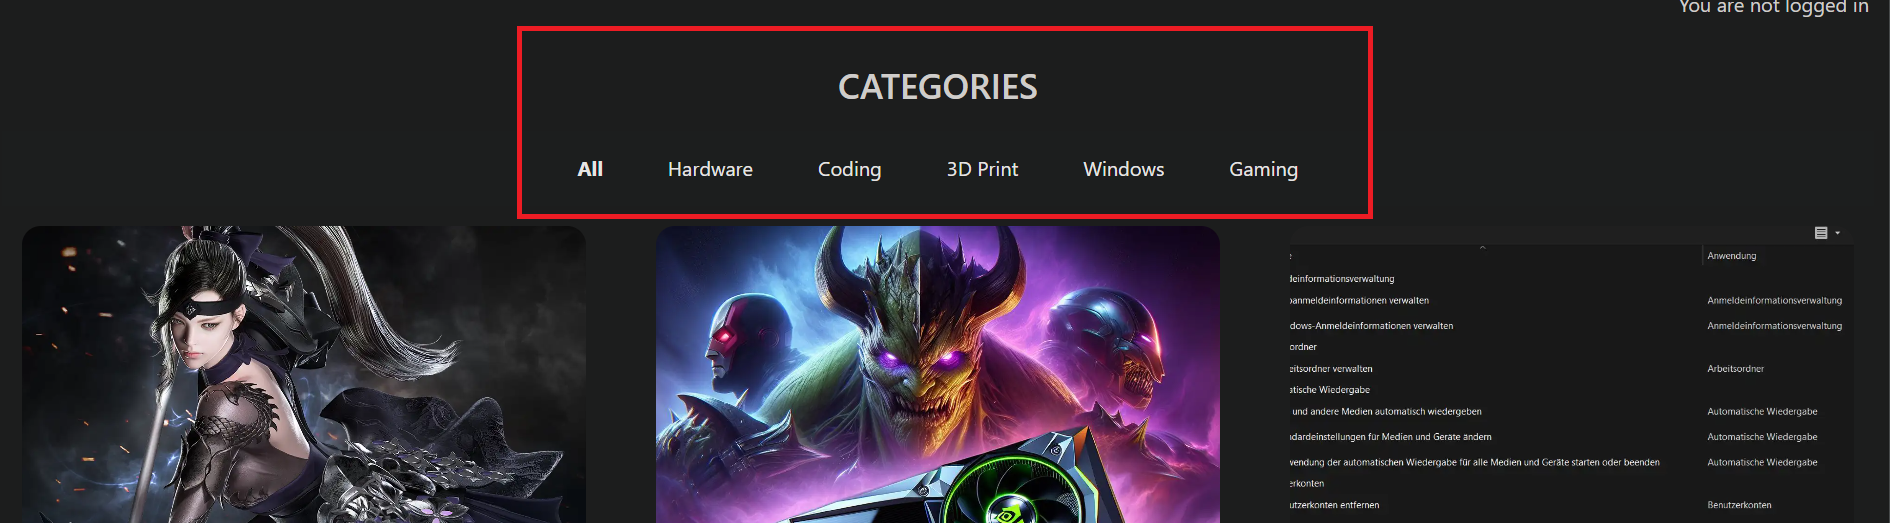 You are not logged in
CATEGORIES
All Hardware Coding 3D Print Windows Gaming
Anwendung
deinformationsverwaltung
oanmeldeinformationen verwalten Anmeldeinformationsverwaltung
dows-Anmeldeinformationen verwalten Anmeldeinformationsverwaltung
ordner
eitsordner verwalten Arbeitsordner
atische Wiedergabe
und andere Medien automatisch wiedergeben Automatische Wiedergabe
ndardeinstellungen für Medien und Geräte ändern Automatische Wiedergabe
wendung der automatischen Wiedergabe für alle Medien und Geräte starten oder beenden Automatische Wiedergabe
erkonten
utzerkonten entfernen Benutzerkonten